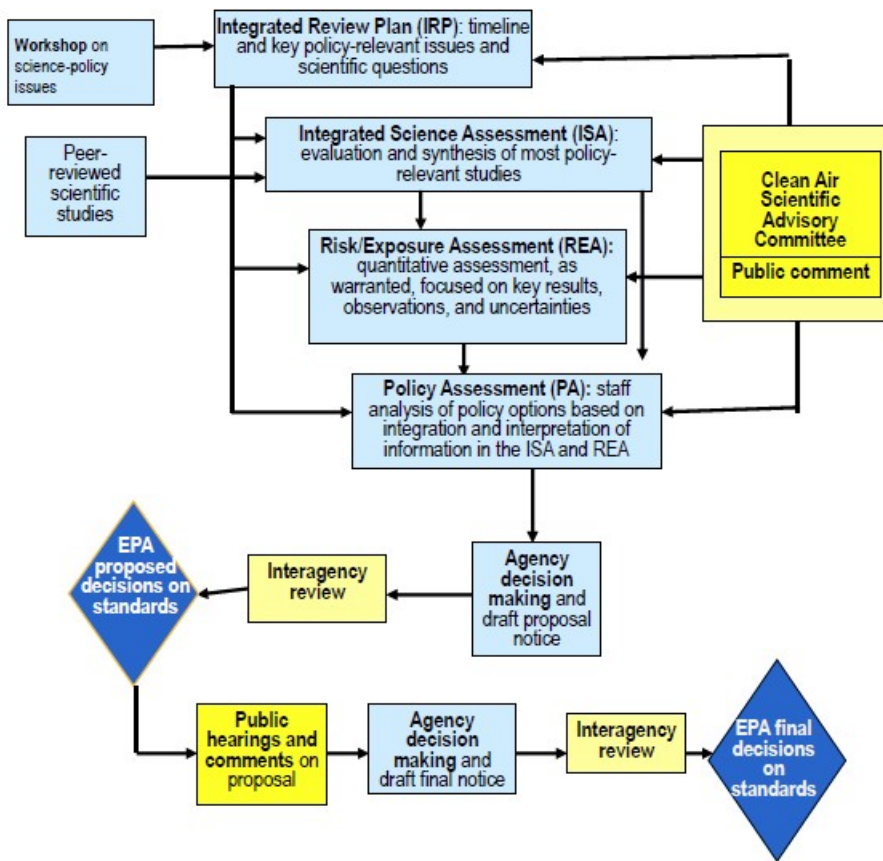 Integrated Review Plan (IRP): timeline
and key policy-relevant issues and
scientific questions
Workshop on
science-policy
issues
Integrated Science Assessment (ISA):
evaluation and synthesis of most policy-
relevant studies
Peer-
reviewed
scientific
studies
Clean Air
Scientific
Advisory
Committee
Public comment
Risk/Exposure Assessment (REA):
quantitative assessment, as
warranted, focused on key results,
observations, and uncertainties
Policy Assessment (PA): staff
analysis of policy options based on
integration and interpretation of
information in the ISA and REA
Agency
decision
making and
draft proposal
notice
Interagency
review
EPA
proposed
decisions on
standards
Public
hearings and
comments on
proposal
Agency
decision
making and
draft final notice
Interagency
review
EPA final
decisions
on
standards